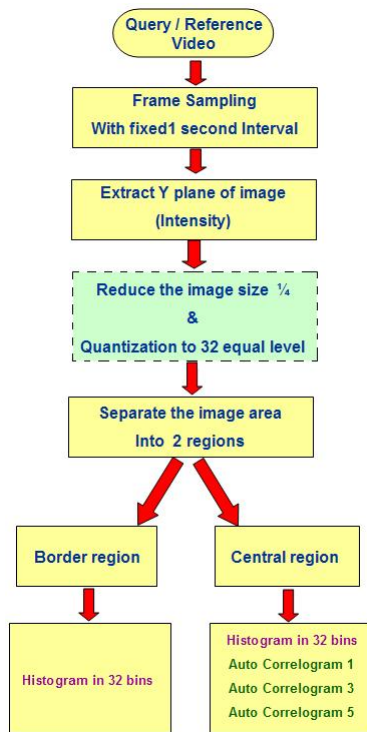 Query / Reference
Video
Frame Sampling
With fixed1 second Interval
Extract Y plane of image
(Intensity)
Reduce the image size ¼
&
Quantization to 32 equal level
Separate the image area
Into 2 regions
Border region
Central region
Histogram in 32 bins
Histogram in 32 bins
Auto Correlogram 1
Auto Correlogram 3
Auto Correlogram 5